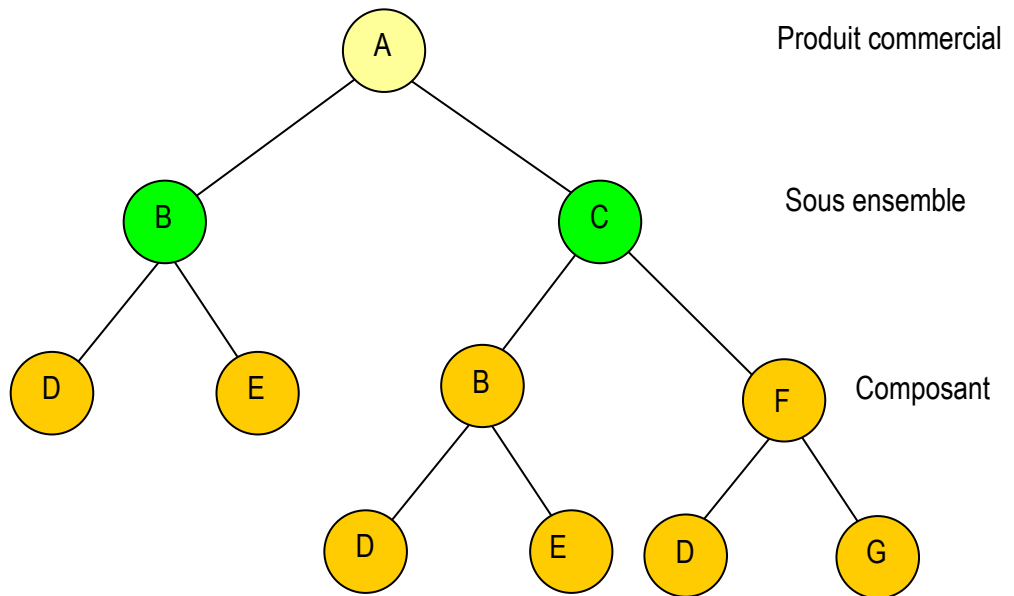 A
Produit commercial
B
C
Sous ensemble
D
E
B
F
Composant
D
E
D
G